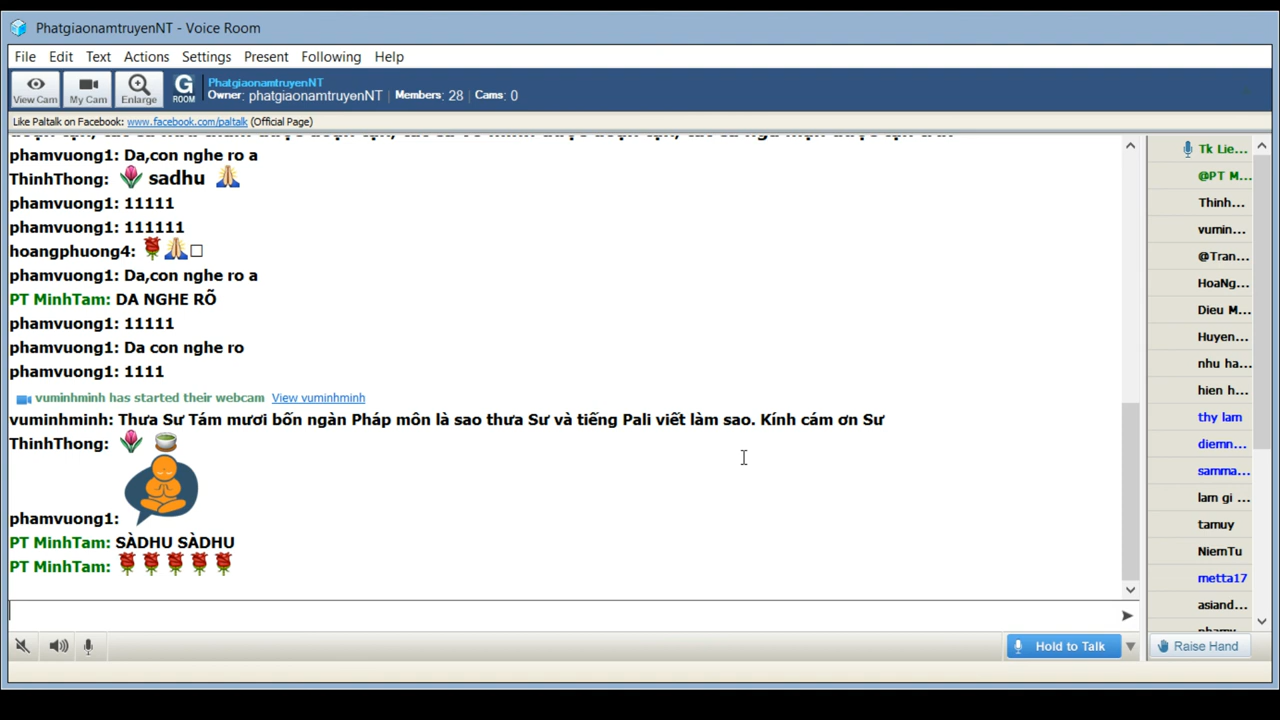 PhatgiaonamtruyenNT - Voice Room
File Edit Text Actions Settings Present Following Help
View Cam My Cam Enlarge G ROOM PhatgiaonamtruyenNT
Owner: phatgiaonamtruyenNT Members: 28 Cams: 0
Like Paltalk on Facebook: www.facebook.com/paltalk (Official Page)
phamvuong1: Da,con nghe ro a
ThinhThong: sadhu
phamvuong1: 11111
phamvuong1: 111111
hoangphuong4:
phamvuong1: Da,con nghe ro a
PT MinhTam: DA NGHE RÕ
phamvuong1: 11111
phamvuong1: Da con nghe ro
phamvuong1: 1111
vuminhminh has started their webcam View vuminhminh
vuminhminh: Thưa Sư Tám mươi bốn ngàn Pháp môn là sao thưa Sư và tiếng Pali viết làm sao. Kính cám ơn Sư
ThinhThong:
phamvuong1:
PT MinhTam: SÀDHU SÀDHU
PT MinhTam:
Hold to Talk
Tk Lie...
@PT M...
Thinh...
vumin...
@Tran...
HoaNg...
Dieu M...
Huyen...
nhu ha...
hien h...
thy lam
diemn...
samma...
lam gi ...
tamuy
NiemTu
metta17
asiand...
Raise Hand